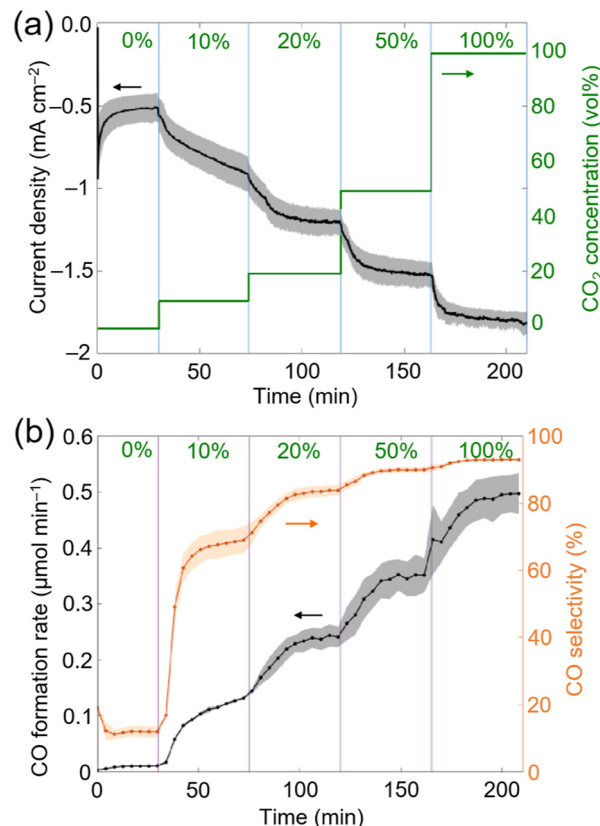 (a)
0% 10% 20% 50% 100%
0.0
−0.5
−1
−1.5
−2
Current density (mA cm⁻²)
100
80
60
40
20
0
CO₂ concentration (vol%)
0 50 100 150 200
Time (min)
(b)
0% 10% 20% 50% 100%
0.6
0.5
0.4
0.3
0.2
0.1
0
CO formation rate (μmol min⁻¹)
100
80
60
40
20
0
CO selectivity (%)
0 50 100 150 200
Time (min)